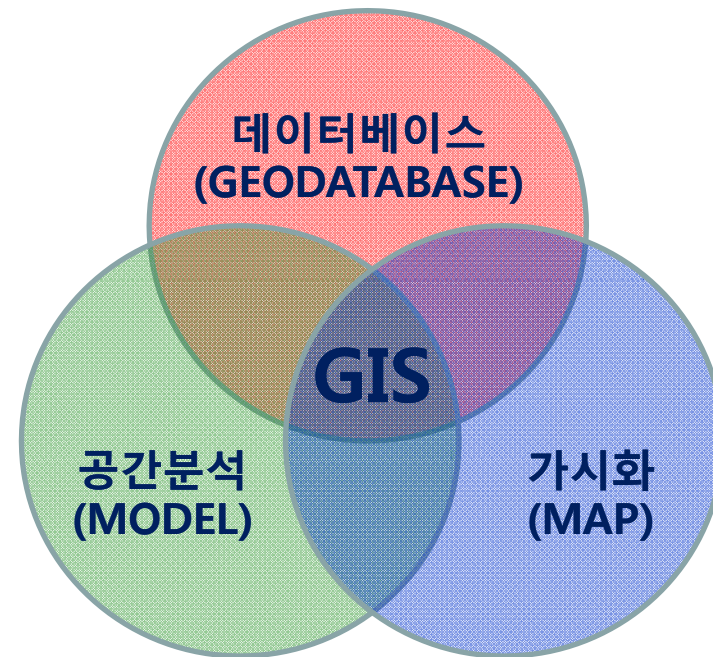 데이터베이스
(GEODATABASE)
GIS
공간분석
(MODEL)
가시화
(MAP)